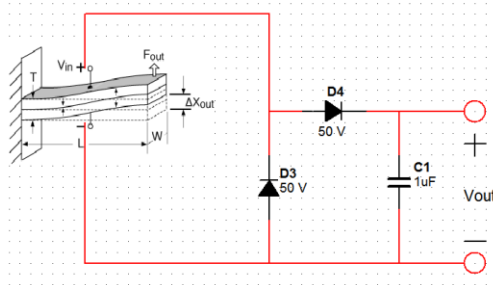 Vin +
Fout
T
ΔXout
L
W
D4
50 V
D3
50 V
C1
1uF
+
Vout